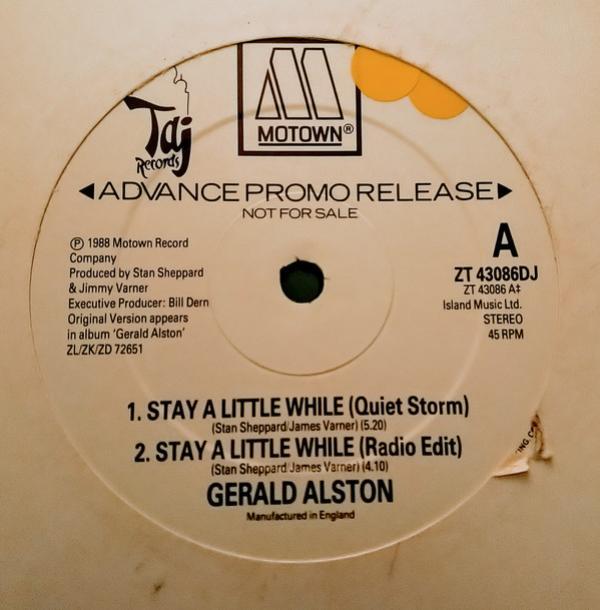 Taj
Records
MOTOWN®
◄ADVANCE PROMO RELEASE►
NOT FOR SALE
℗ 1988 Motown Record
Company
Produced by Stan Sheppard
& Jimmy Varner
Executive Producer: Bill Dern
Original Version appears
in album 'Gerald Alston'
ZL/ZK/ZD 72651
A
ZT 43086DJ
ZT 43086 A‡
Island Music Ltd.
STEREO
45 RPM
1. STAY A LITTLE WHILE (Quiet Storm)
(Stan Sheppard/James Varner) (5.20)
2. STAY A LITTLE WHILE (Radio Edit)
(Stan Sheppard/James Varner) (4.10)
GERALD ALSTON
Manufactured in England